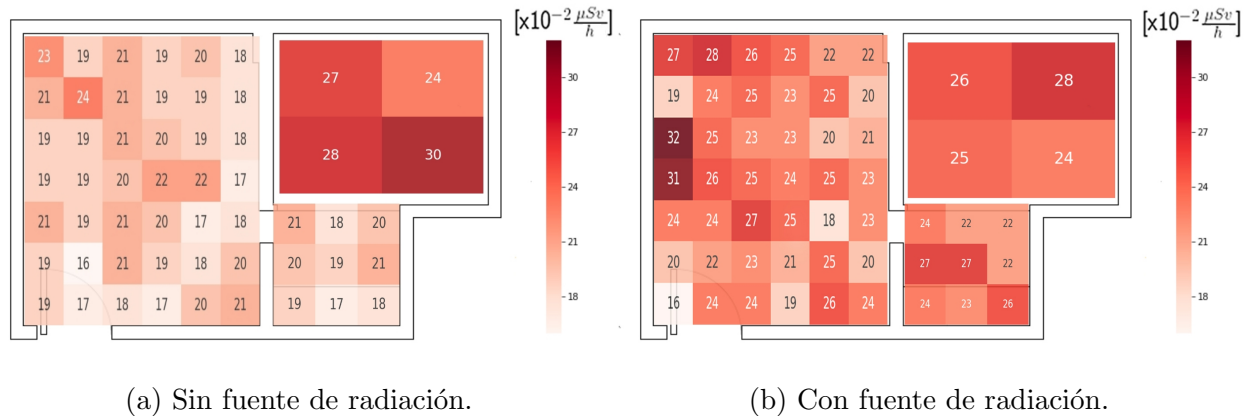 [x10⁻² μSv/h]
23 19 21 19 20 18
21 24 21 19 19 18
19 19 21 20 19 18
19 19 20 22 22 17
21 19 21 20 17 18
19 16 21 19 18 20
19 17 18 17 20 21
27 24
28 30
21 18 20
20 19 21
19 17 18
30
27
24
21
18
(a) Sin fuente de radiación.
[x10⁻² μSv/h]
27 28 26 25 22 22
19 24 25 23 25 20
32 25 23 23 20 21
31 26 25 24 25 23
24 24 27 25 18 23
20 22 23 21 25 20
16 24 24 19 26 24
26 28
25 24
24 22 22
27 27 22
24 23 26
30
27
24
21
18
(b) Con fuente de radiación.